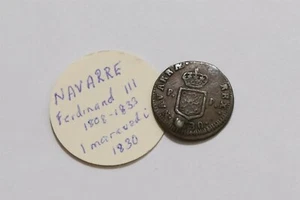 NAVARRE
Ferdinand III
1808-1833
1 maravedi
1830